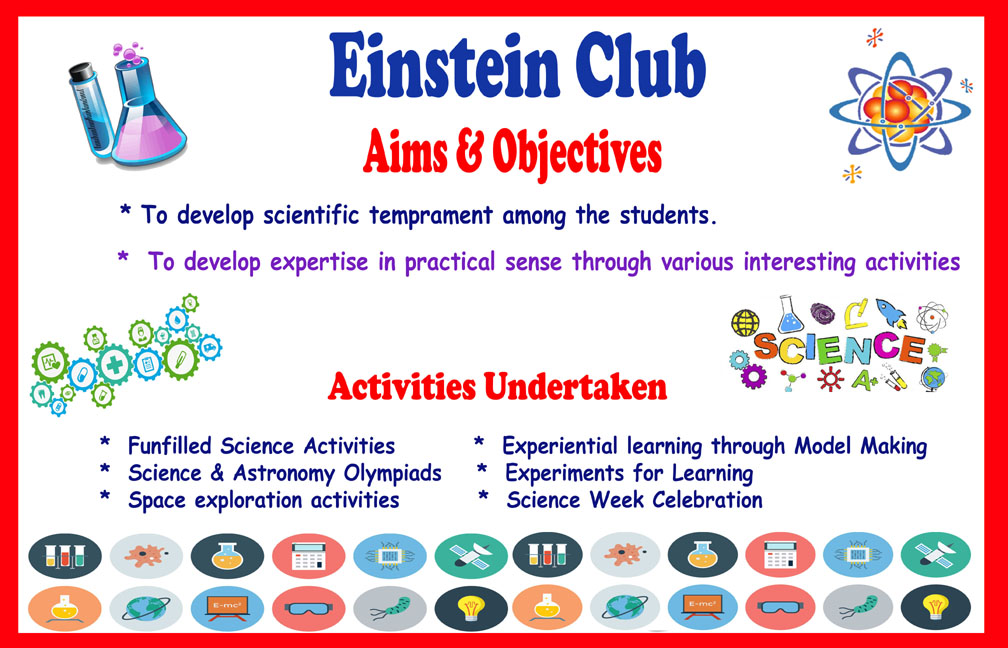 Einstein Club
Aims & Objectives
* To develop scientific temprament among the students.
* To develop expertise in practical sense through various interesting activities
SCIENCE
A+
Activities Undertaken
* Funfilled Science Activities
* Science & Astronomy Olympiads
* Space exploration activities
* Experiential learning through Model Making
* Experiments for Learning
* Science Week Celebration
E=mc²
E=mc²